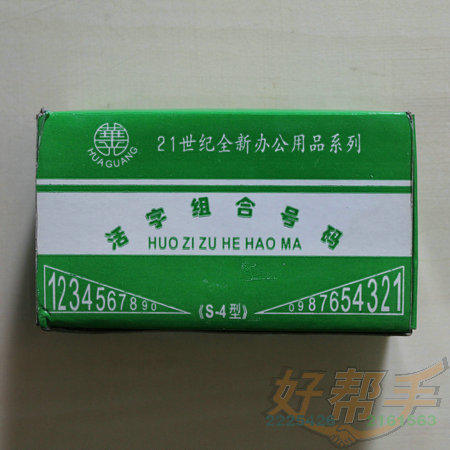 華
HUAGUANG
21世纪全新办公用品系列
活字组合号码
HUO ZI ZU HE HAO MA
1234567890
《S-4型》
0987654321
好帮手